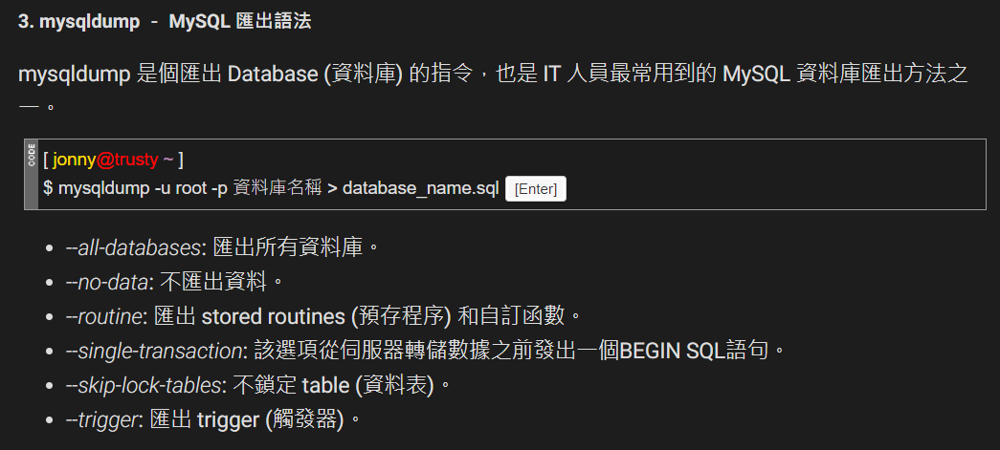 3. mysqldump - MySQL 匯出語法
mysqldump 是個匯出 Database (資料庫) 的指令，也是 IT 人員最常用到的 MySQL 資料庫匯出方法之
一。
CODE
[ jonny@trusty ~ ]
$ mysqldump -u root -p 資料庫名稱 > database_name.sql [Enter]
• --all-databases: 匯出所有資料庫。
• --no-data: 不匯出資料。
• --routine: 匯出 stored routines (預存程序) 和自訂函數。
• --single-transaction: 該選項從伺服器轉儲數據之前發出一個BEGIN SQL語句。
• --skip-lock-tables: 不鎖定 table (資料表)。
• --trigger: 匯出 trigger (觸發器)。